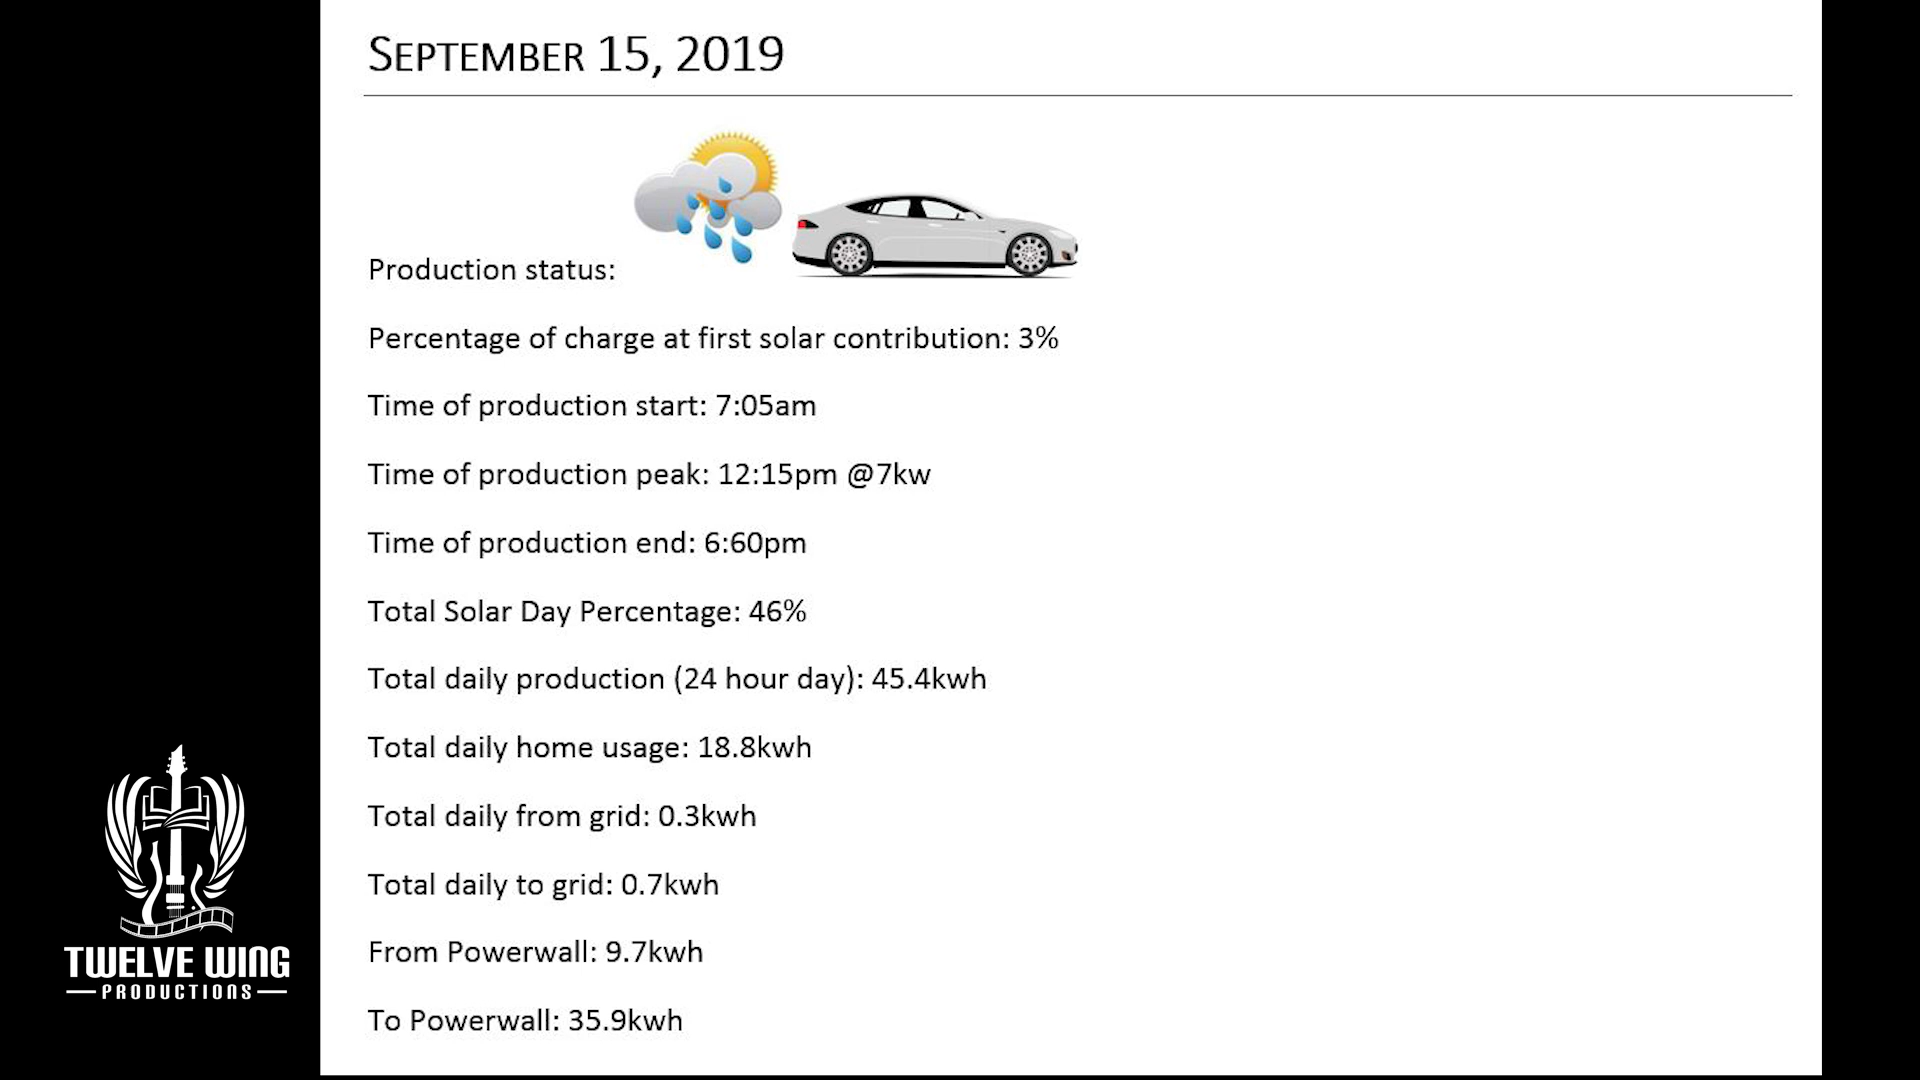 SEPTEMBER 15, 2019
Production status:
Percentage of charge at first solar contribution: 3%
Time of production start: 7:05am
Time of production peak: 12:15pm @7kw
Time of production end: 6:60pm
Total Solar Day Percentage: 46%
Total daily production (24 hour day): 45.4kwh
Total daily home usage: 18.8kwh
Total daily from grid: 0.3kwh
Total daily to grid: 0.7kwh
From Powerwall: 9.7kwh
To Powerwall: 35.9kwh
TWELVE WING
PRODUCTIONS